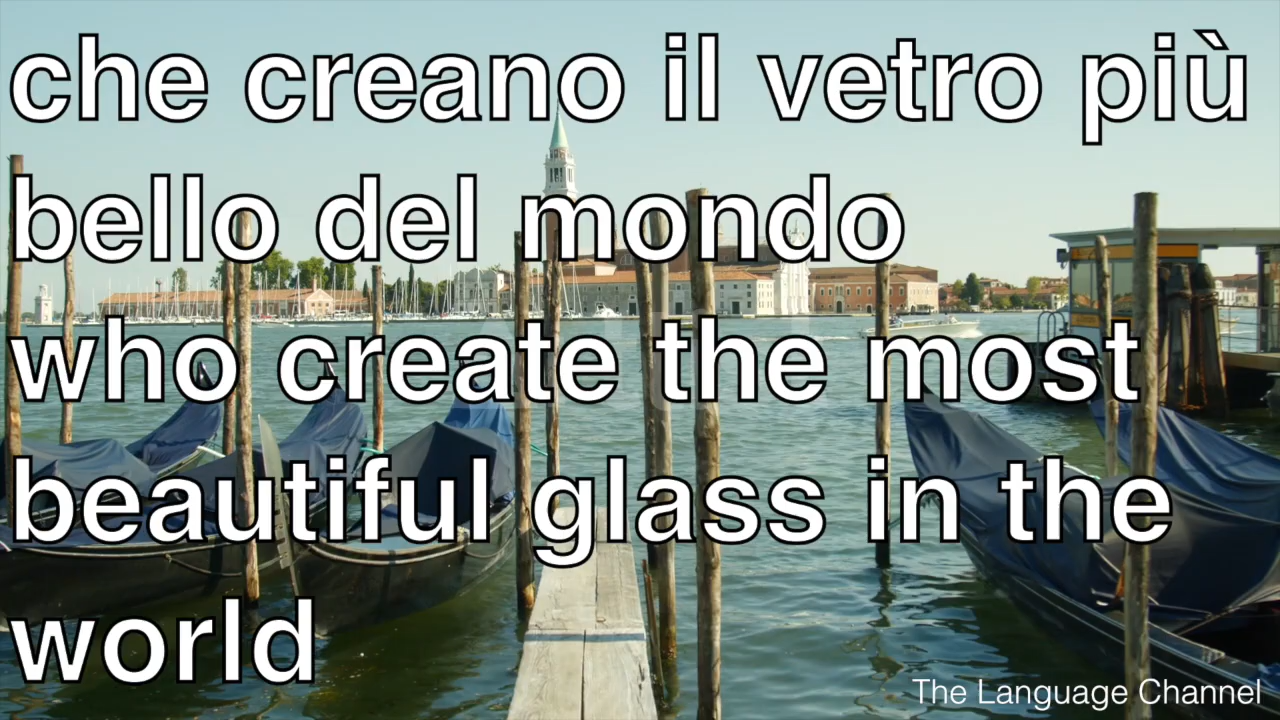 che creano il vetro più
bello del mondo
who create the most
beautiful glass in the
world
The Language Channel